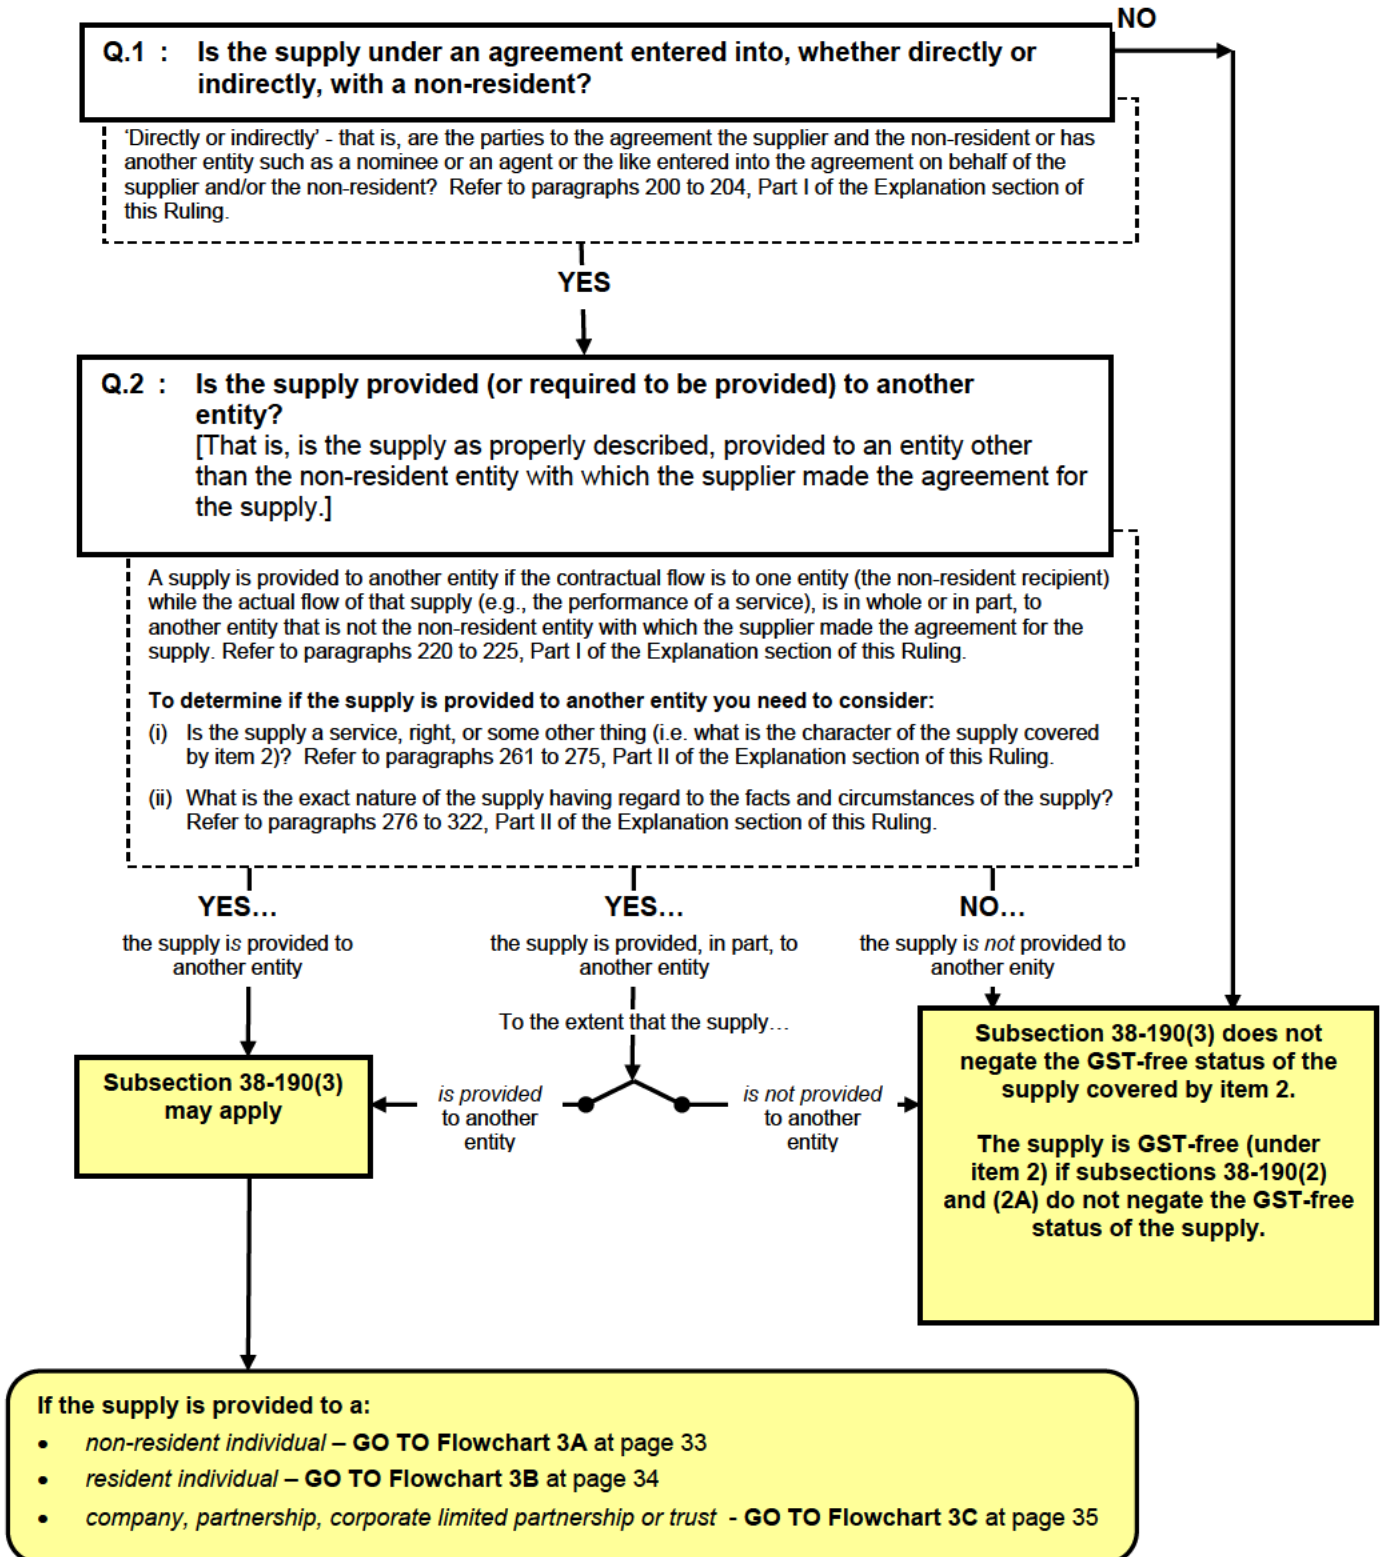 NO
Q.1 : Is the supply under an agreement entered into, whether directly or
indirectly, with a non-resident?
‘Directly or indirectly’ - that is, are the parties to the agreement the supplier and the non-resident or has
another entity such as a nominee or an agent or the like entered into the agreement on behalf of the
supplier and/or the non-resident? Refer to paragraphs 200 to 204, Part I of the Explanation section of
this Ruling.
YES
Q.2 : Is the supply provided (or required to be provided) to another
entity?
[That is, is the supply as properly described, provided to an entity other
than the non-resident entity with which the supplier made the agreement for
the supply.]
A supply is provided to another entity if the contractual flow is to one entity (the non-resident recipient)
while the actual flow of that supply (e.g., the performance of a service), is in whole or in part, to
another entity that is not the non-resident entity with which the supplier made the agreement for the
supply. Refer to paragraphs 220 to 225, Part I of the Explanation section of this Ruling.
To determine if the supply is provided to another entity you need to consider:
(i) Is the supply a service, right, or some other thing (i.e. what is the character of the supply covered
by item 2)? Refer to paragraphs 261 to 275, Part II of the Explanation section of this Ruling.
(ii) What is the exact nature of the supply having regard to the facts and circumstances of the supply?
Refer to paragraphs 276 to 322, Part II of the Explanation section of this Ruling.
YES…
the supply is provided to
another entity
YES…
the supply is provided, in part, to
another entity
NO…
the supply is not provided to
another enity
To the extent that the supply…
Subsection 38-190(3)
may apply
is provided
to another
entity
is not provided
to another
entity
Subsection 38-190(3) does not
negate the GST-free status of the
supply covered by item 2.
The supply is GST-free (under
item 2) if subsections 38-190(2)
and (2A) do not negate the GST-free
status of the supply.
If the supply is provided to a:
• non-resident individual – GO TO Flowchart 3A at page 33
• resident individual – GO TO Flowchart 3B at page 34
• company, partnership, corporate limited partnership or trust - GO TO Flowchart 3C at page 35